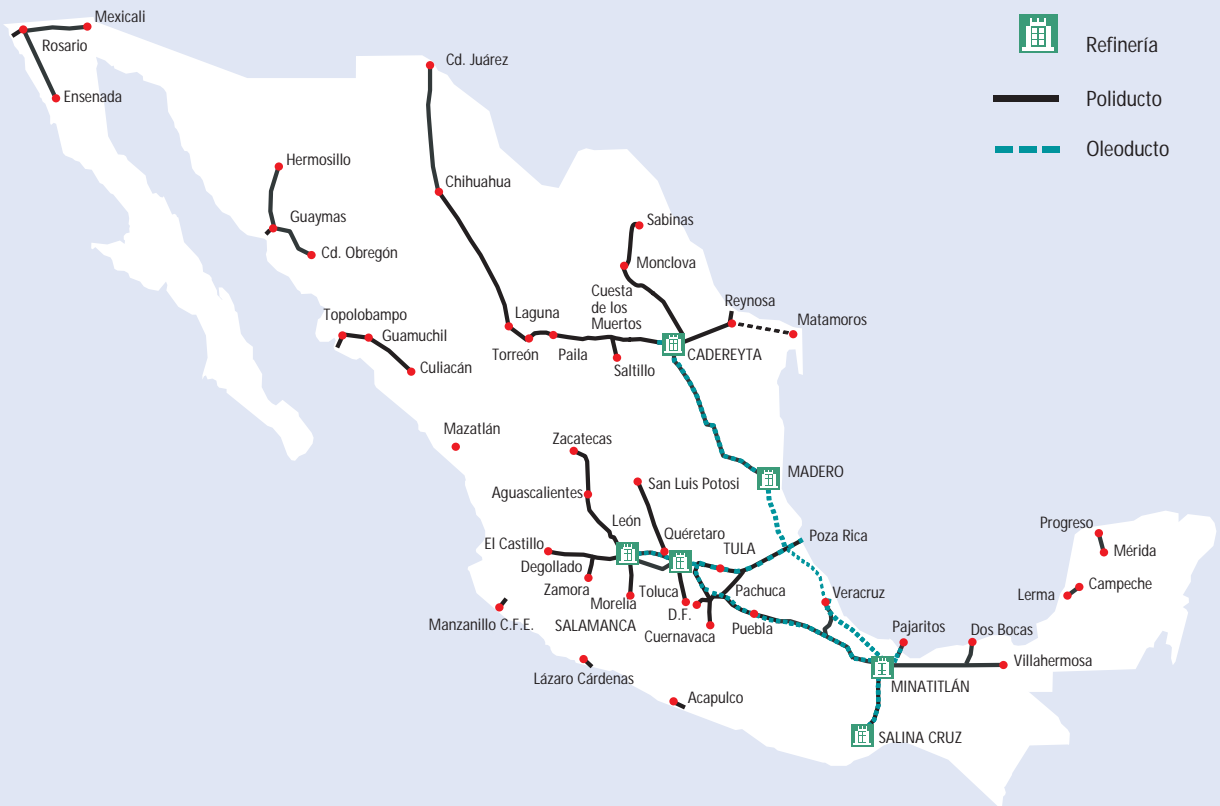 Mexicali
Rosario
Ensenada
Cd. Juárez
Refinería
Poliducto
Oleoducto
Hermosillo
Chihuahua
Guaymas
Cd. Obregón
Sabinas
Monclova
Cuesta
de los
Muertos
Reynosa
Matamoros
Topolobampo
Guamuchil
Culiacán
Laguna
Torreón
Paila
Saltillo
CADEREYTA
Mazatlán
Zacatecas
Aguascalientes
San Luis Potosi
MADERO
León
Quéretaro
TULA
Poza Rica
El Castillo
Degollado
Zamora
Morelia
Toluca
D.F.
Pachuca
Manzanillo C.F.E.
SALAMANCA
Cuernavaca
Puebla
Veracruz
Pajaritos
Dos Bocas
Villahermosa
Progreso
Mérida
Campeche
Lerma
Lázaro Cárdenas
Acapulco
MINATITLÁN
SALINA CRUZ